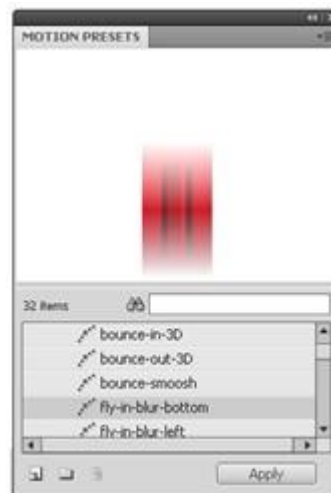 MOTION PRESETS
32 items
bounce-in-3D
bounce-out-3D
bounce-smoosh
fly-in-blur-bottom
fly-in-blur-left
Apply